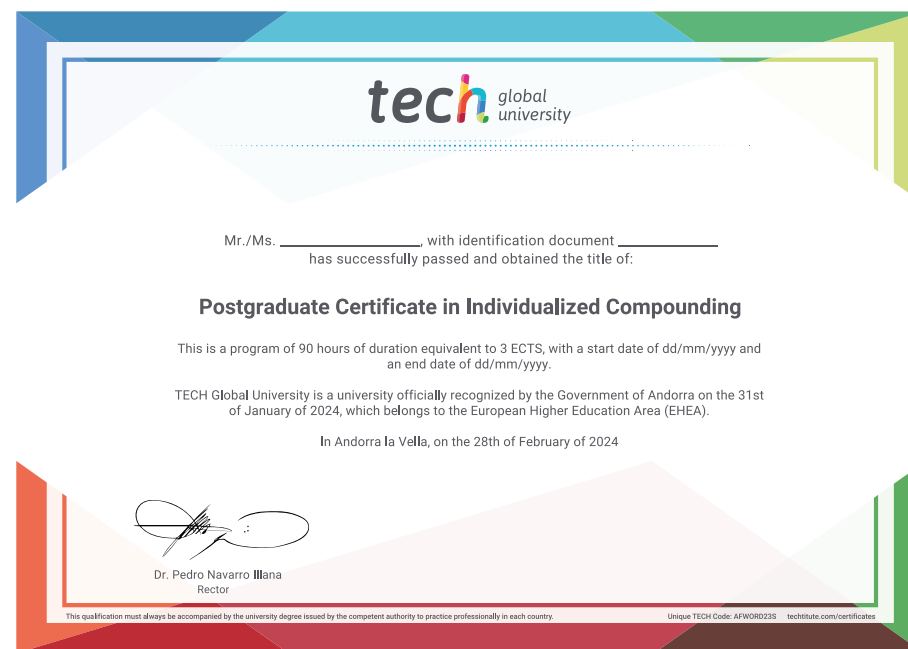 tech global university
Mr./Ms. ____________, with identification document ____________
has successfully passed and obtained the title of:
Postgraduate Certificate in Individualized Compounding
This is a program of 90 hours of duration equivalent to 3 ECTS, with a start date of dd/mm/yyyy and
an end date of dd/mm/yyyy.
TECH Global University is a university officially recognized by the Government of Andorra on the 31st
of January of 2024, which belongs to the European Higher Education Area (EHEA).
In Andorra la Vella, on the 28th of February of 2024
Dr. Pedro Navarro Illana
Rector
This qualification must always be accompanied by the university degree issued by the competent authority to practice professionally in each country.
Unique TECH Code: AFWORD23S techtitute.com/certificates